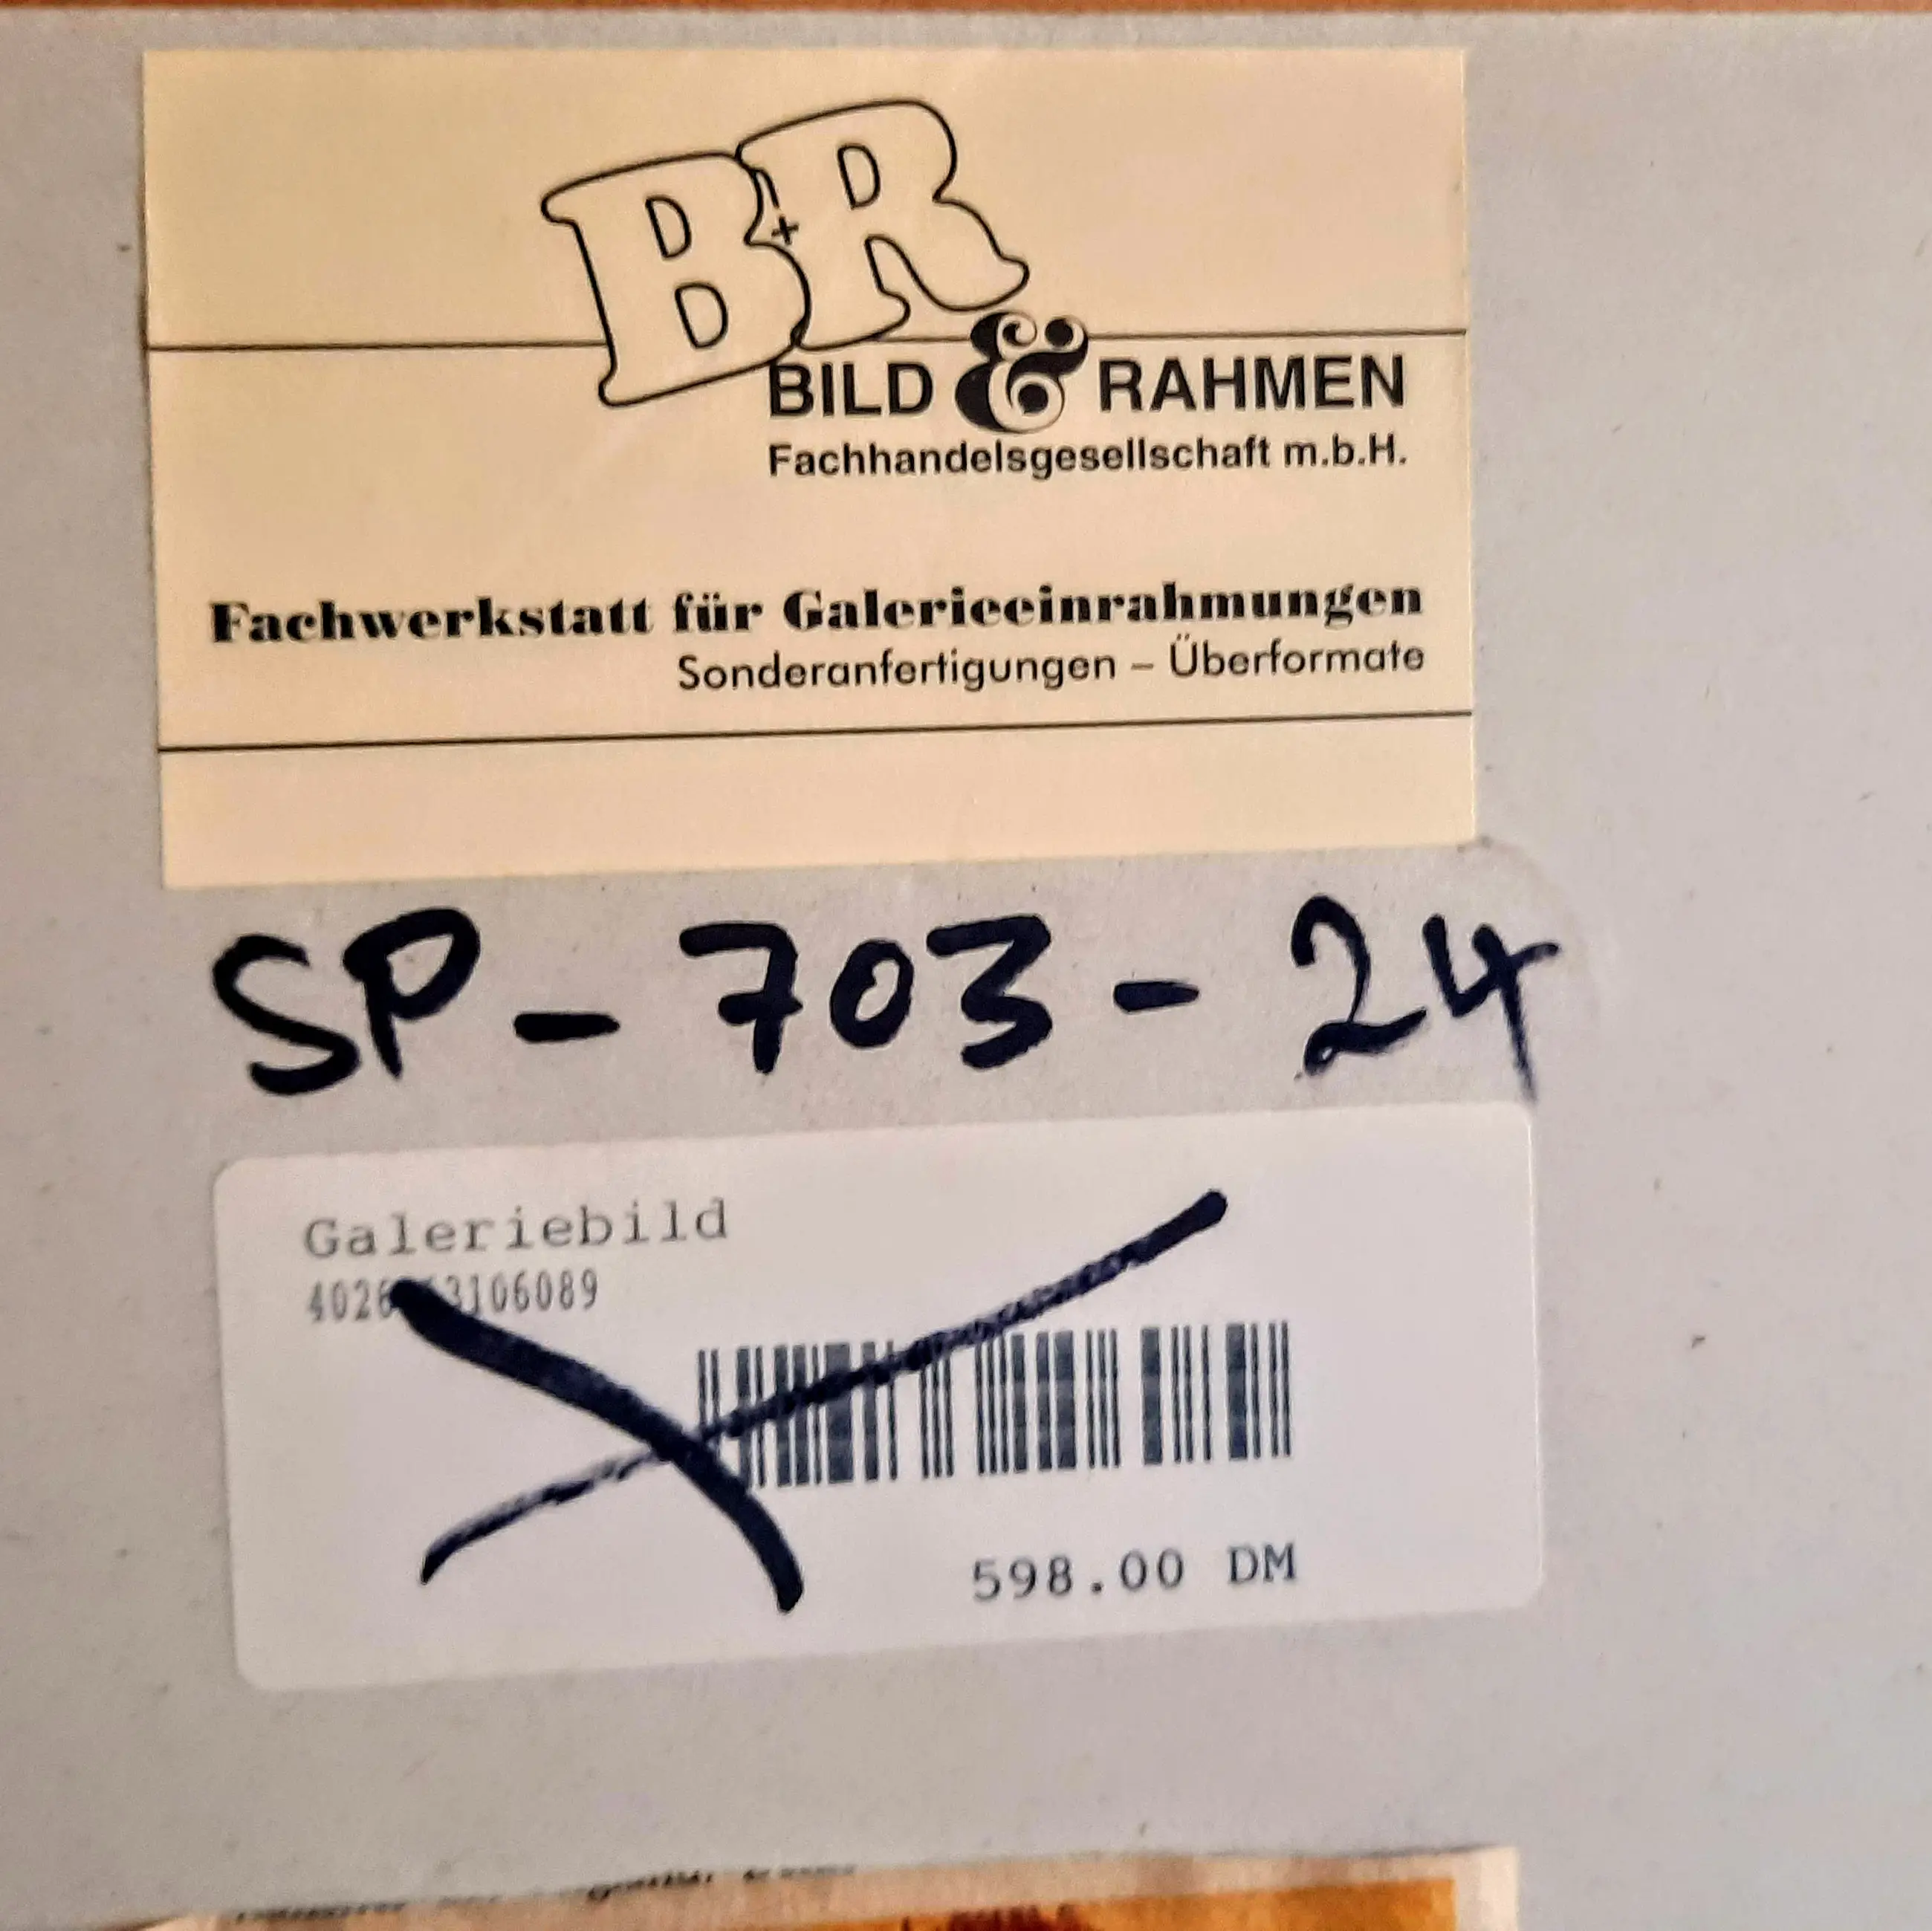 B+R
BILD & RAHMEN
Fachhandelsgesellschaft m.b.H.
Fachwerkstatt für Galerieeinrahmungen
Sonderanfertigungen – Überformate
SP - 703 - 24
Galeriebild
598.00 DM